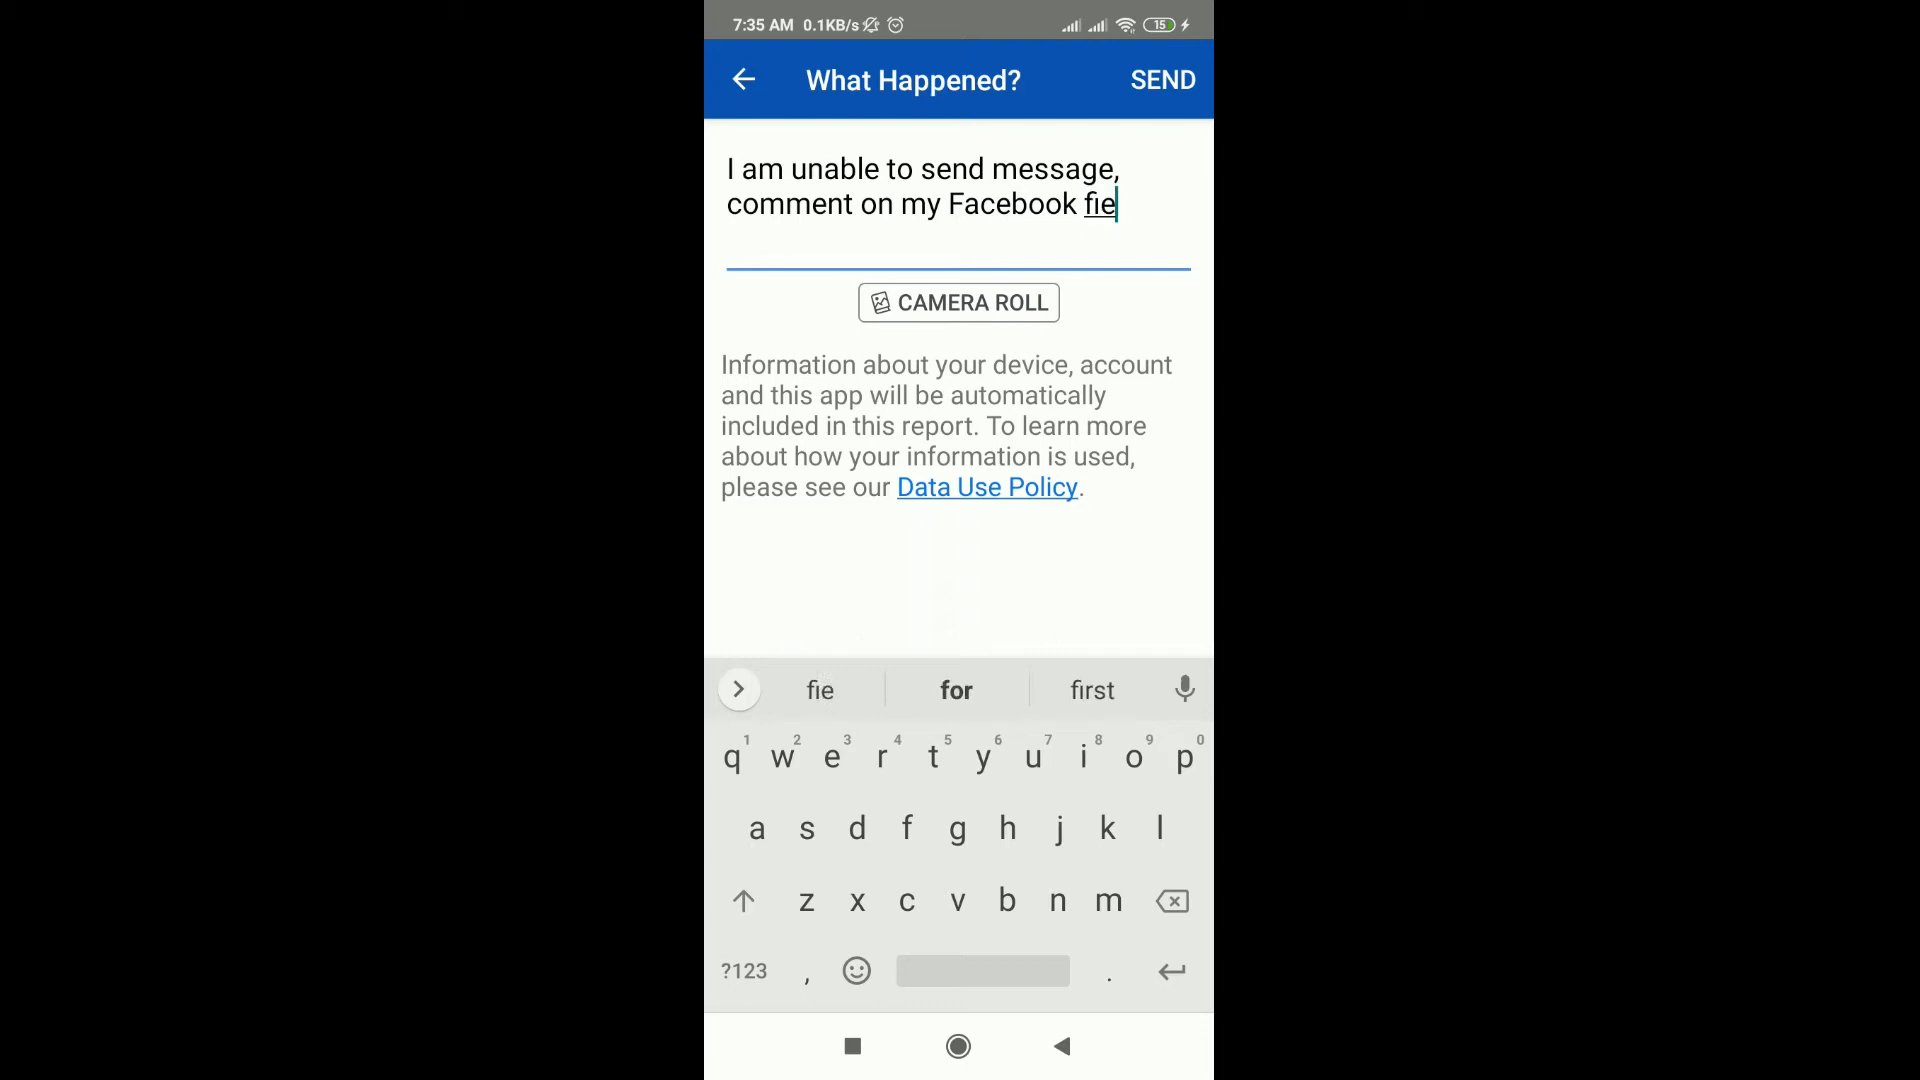 7:35 AM 0.1KB/s 15
What Happened? SEND
I am unable to send message,
comment on my Facebook fie
CAMERA ROLL
Information about your device, account
and this app will be automatically
included in this report. To learn more
about how your information is used,
please see our Data Use Policy.
fie for first
1 2 3 4 5 6 7 8 9 0
q w e r t y u i o p
a s d f g h j k l
z x c v b n m
?123 , .